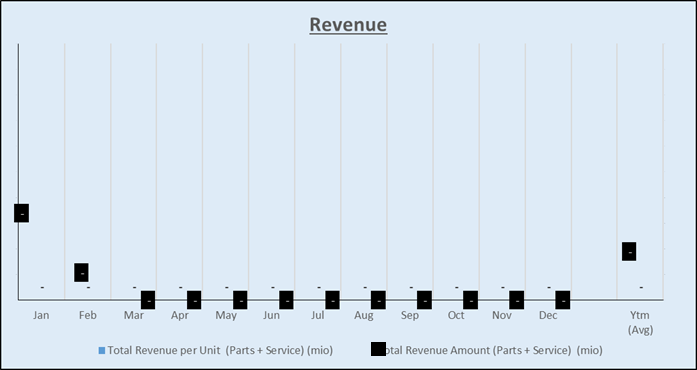 Revenue
-
-
-
- - - - - - - - - - - - -
- - - - - - - - - -
Jan Feb Mar Apr May Jun Jul Aug Sep Oct Nov Dec Ytm
(Avg)
Total Revenue per Unit (Parts + Service) (mio) otal Revenue Amount (Parts + Service) (mio)